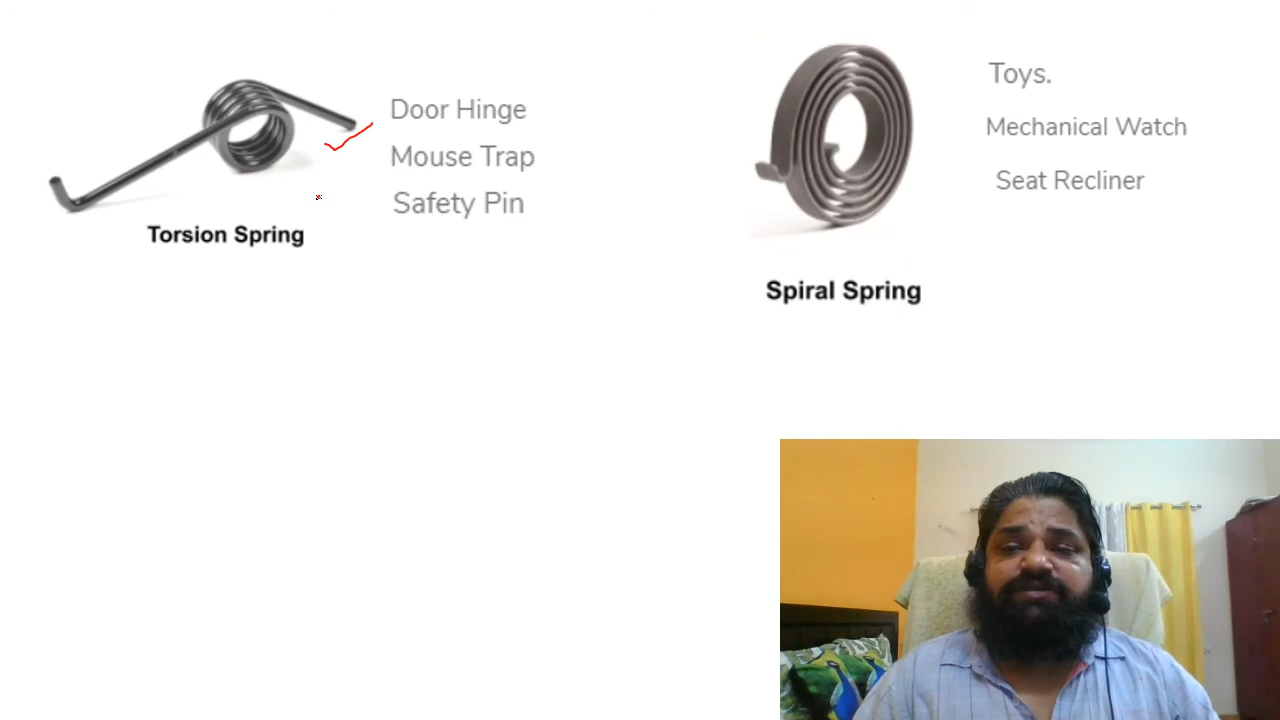 Door Hinge
Mouse Trap
Safety Pin
Torsion Spring
Toys.
Mechanical Watch
Seat Recliner
Spiral Spring